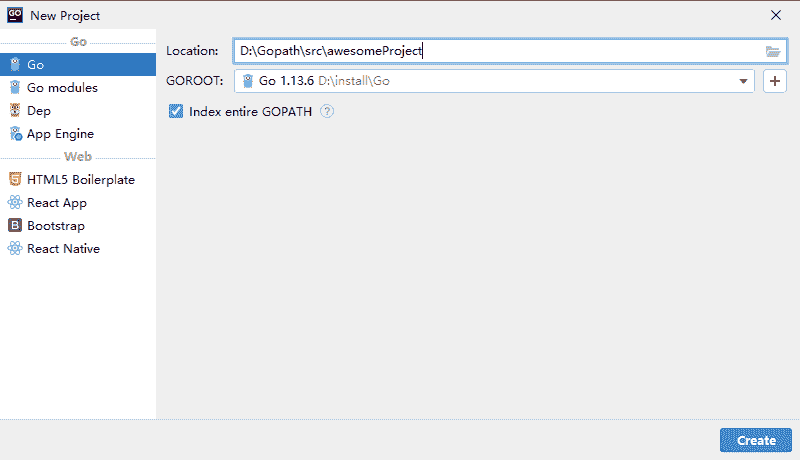 GO New Project
Go
Go
Go modules
Dep
App Engine
Web
HTML5 Boilerplate
React App
B Bootstrap
React Native
Location: D:\Gopath\src\awesomeProject
GOROOT: Go 1.13.6 D:\install\Go
Index entire GOPATH ?
Create